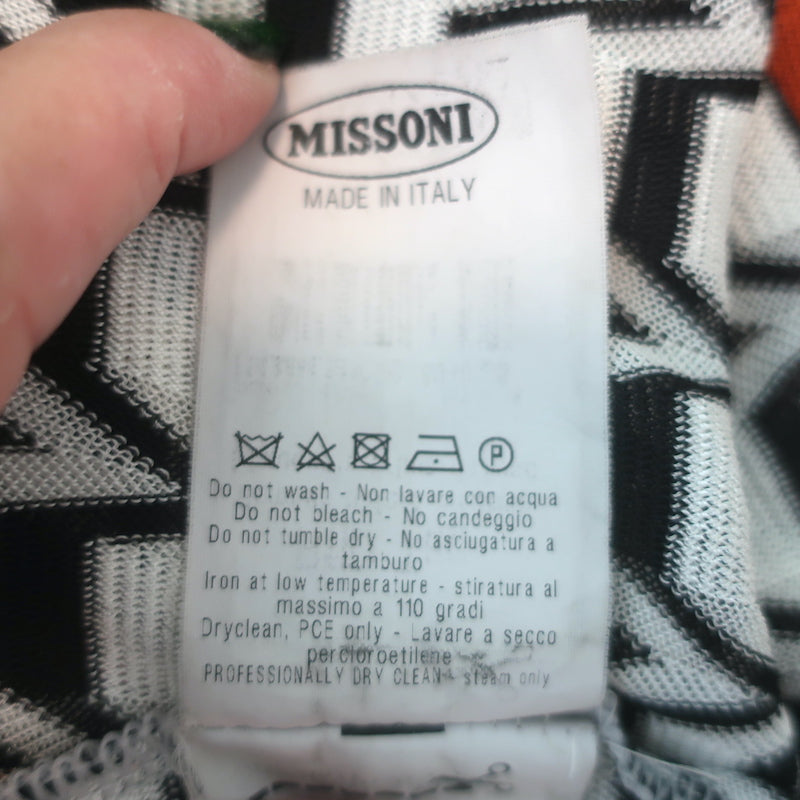 MISSONI
MADE IN ITALY
P
Do not wash - Non lavare con acqua
Do not bleach - No candeggio
Do not tumble dry - No asciugatura a
tamburo
Iron at low temperature - stiratura al
massimo a 110 gradi
Dryclean, PCE only - Lavare a secco
percloroetilene
PROFESSIONALLY DRY CLEAN - steam only